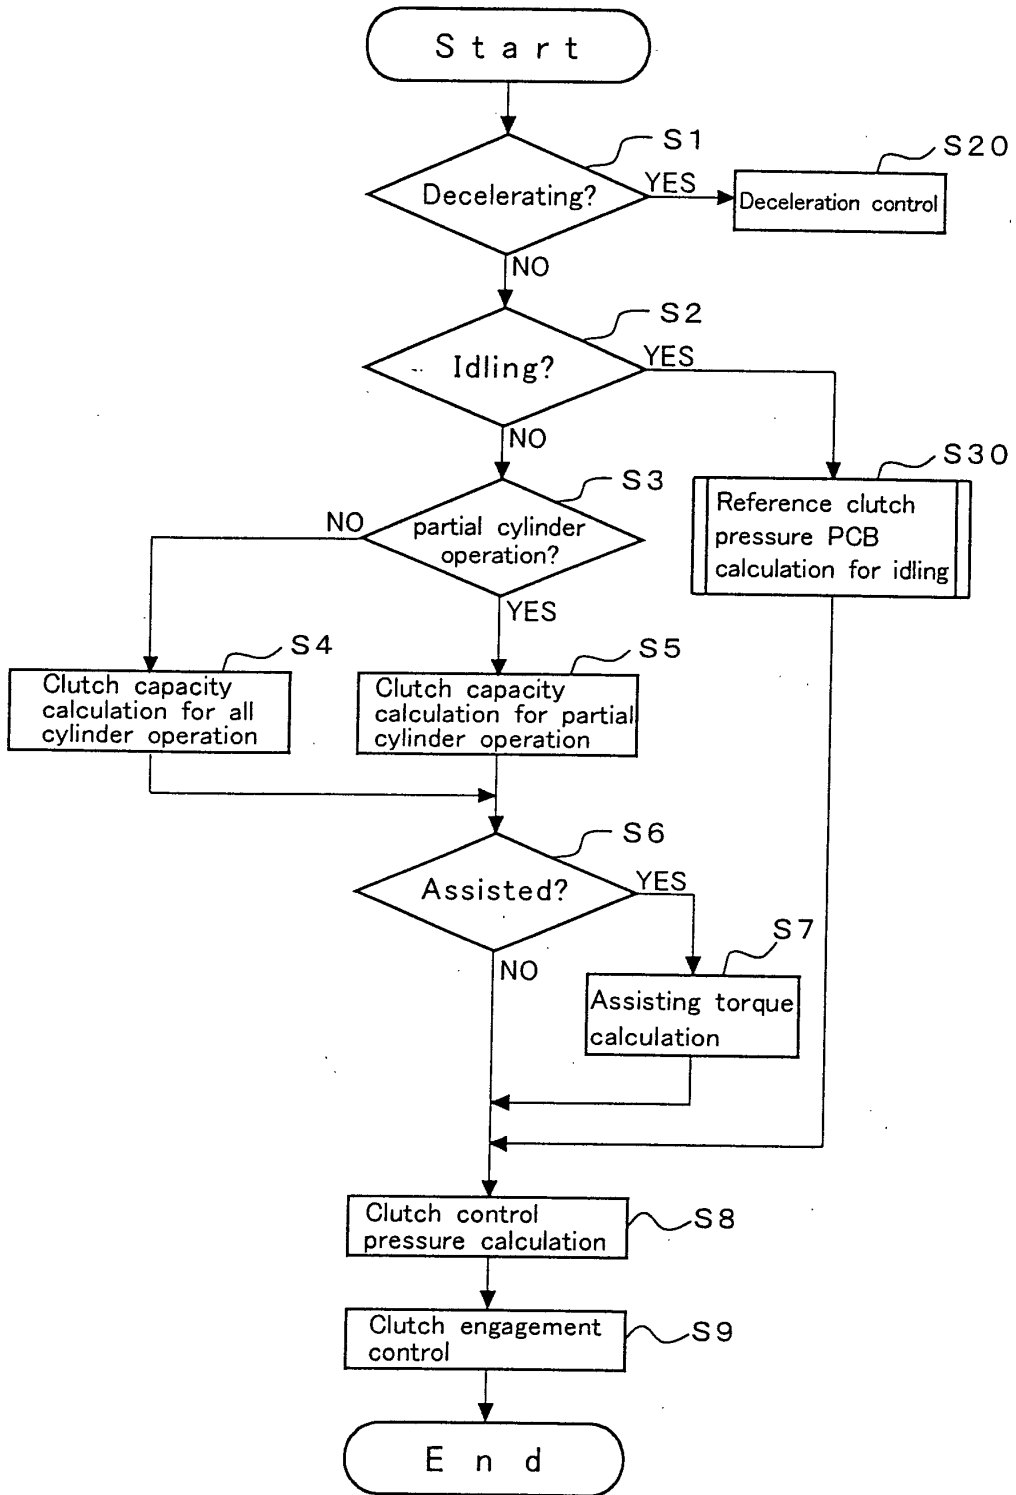 Start
S1
Decelerating?
YES
S20
Deceleration control
NO
S2
Idling?
YES
NO
S30
Reference clutch
pressure PCB
calculation for idling
S3
partial cylinder
operation?
NO
YES
S4
Clutch capacity
calculation for all
cylinder operation
S5
Clutch capacity
calculation for partial
cylinder operation
S6
Assisted?
YES
NO
S7
Assisting torque
calculation
Clutch control
pressure calculation
S8
Clutch engagement
control
S9
End